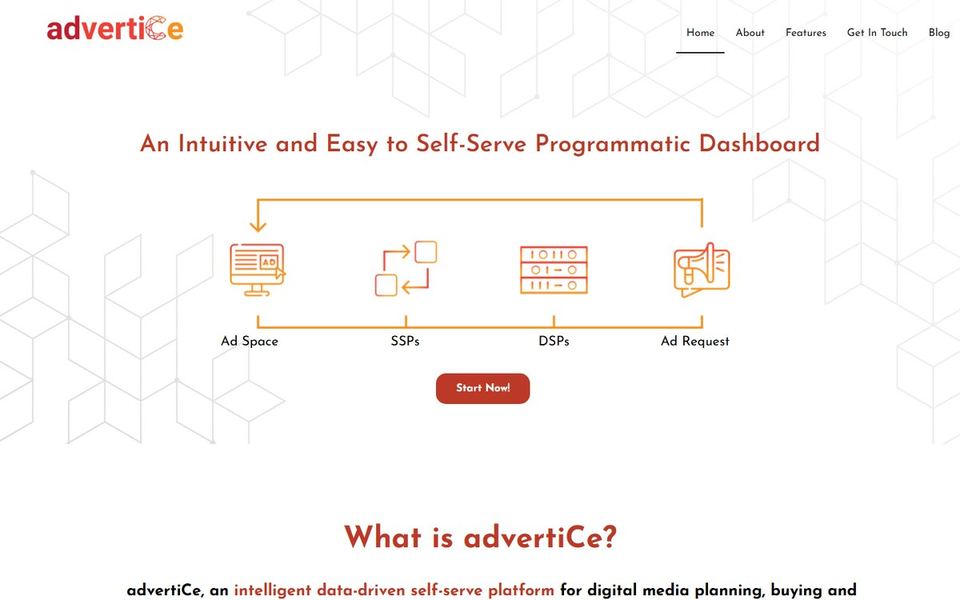 advertiCe
Home About Features Get In Touch Blog
An Intuitive and Easy to Self-Serve Programmatic Dashboard
AD
Ad Space SSPs DSPs Ad Request
Start Now!
What is advertiCe?
advertiCe, an intelligent data-driven self-serve platform for digital media planning, buying and